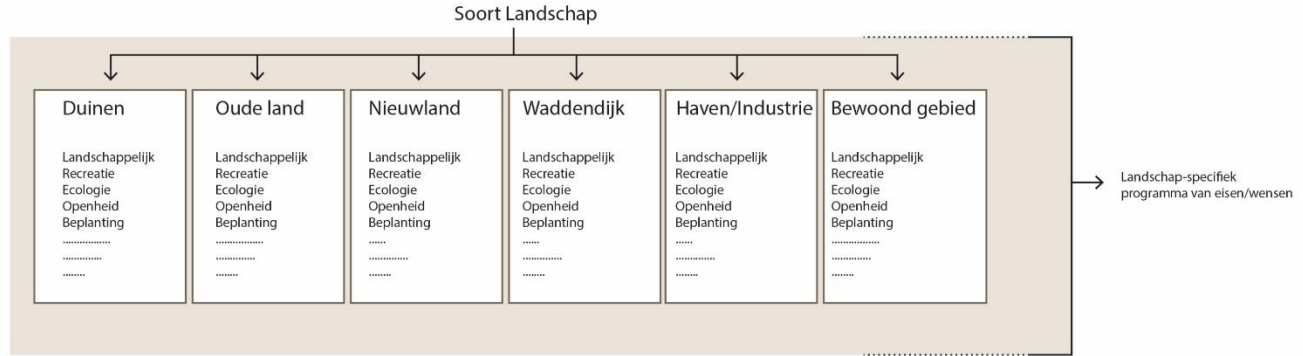 Soort Landschap
Duinen
Landschappelijk
Recreatie
Ecologie
Openheid
Beplanting
.................
..............
........
Oude land
Landschappelijk
Recreatie
Ecologie
Openheid
Beplanting
.................
..............
........
Nieuwland
Landschappelijk
Recreatie
Ecologie
Openheid
Beplanting
......
..............
........
Waddendijk
Landschappelijk
Recreatie
Ecologie
Openheid
Beplanting
......
..............
........
Haven/Industrie
Landschappelijk
Recreatie
Ecologie
Openheid
Beplanting
......
..............
........
Bewoond gebied
Landschappelijk
Recreatie
Ecologie
Openheid
Beplanting
.................
..............
........
Landschap-specifiek
programma van eisen/wensen